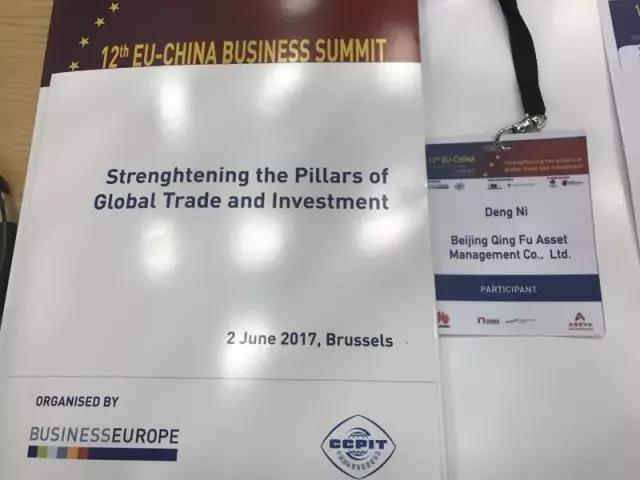 12th EU-CHINA BUSINESS SUMMIT
Strenghtening the Pillars of
Global Trade and Investment
2 June 2017, Brussels
ORGANISED BY
BUSINESSEUROPE
CCPIT
12th EU-CHINA
Strenghtening the pillars of
global trade and investment
Deng Ni
Beijing Qing Fu Asset
Management Co., Ltd.
PARTICIPANT
AREVA